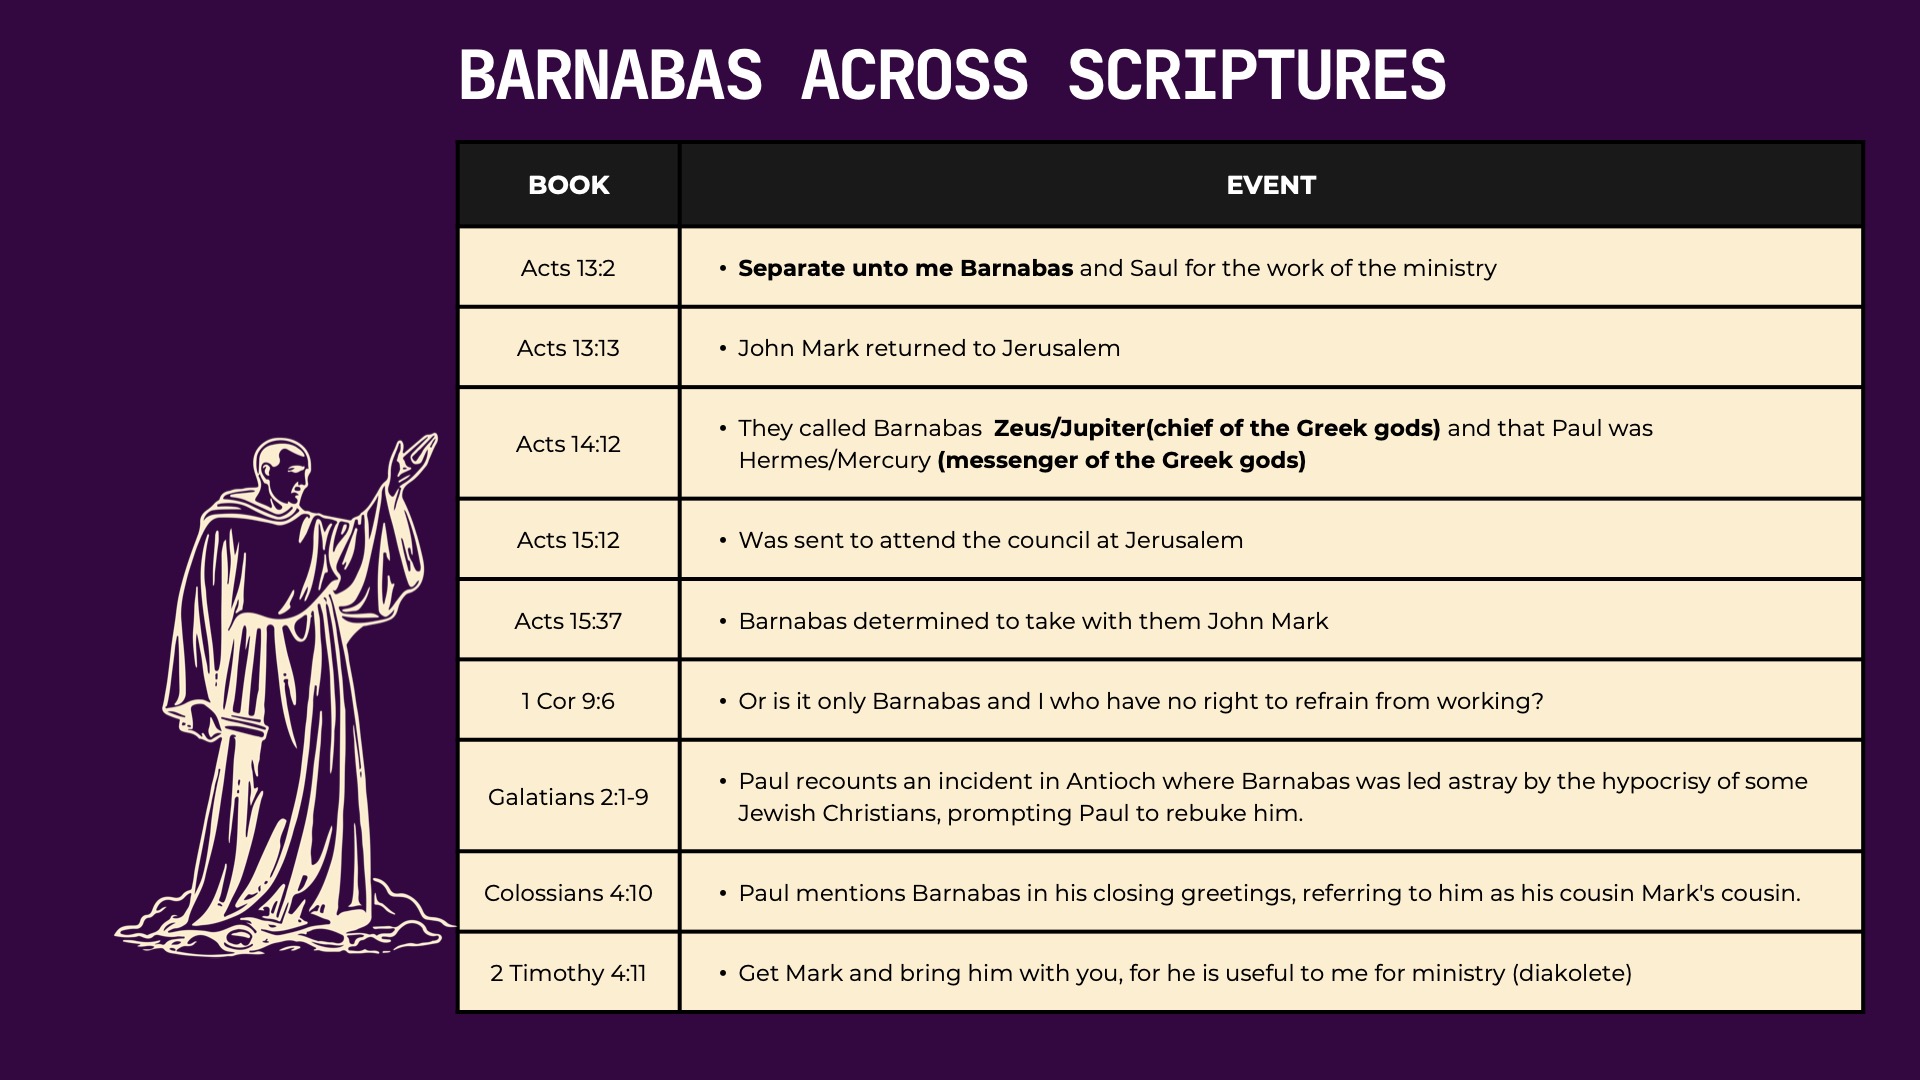 BARNABAS ACROSS SCRIPTURES
BOOK
EVENT
Acts 13:2
• Separate unto me Barnabas and Saul for the work of the ministry
Acts 13:13
• John Mark returned to Jerusalem
Acts 14:12
• They called Barnabas  Zeus/Jupiter(chief of the Greek gods) and that Paul was
Hermes/Mercury (messenger of the Greek gods)
Acts 15:12
• Was sent to attend the council at Jerusalem
Acts 15:37
• Barnabas determined to take with them John Mark
1 Cor 9:6
• Or is it only Barnabas and I who have no right to refrain from working?
Galatians 2:1-9
• Paul recounts an incident in Antioch where Barnabas was led astray by the hypocrisy of some
Jewish Christians, prompting Paul to rebuke him.
Colossians 4:10
• Paul mentions Barnabas in his closing greetings, referring to him as his cousin Mark's cousin.
2 Timothy 4:11
• Get Mark and bring him with you, for he is useful to me for ministry (diakolete)